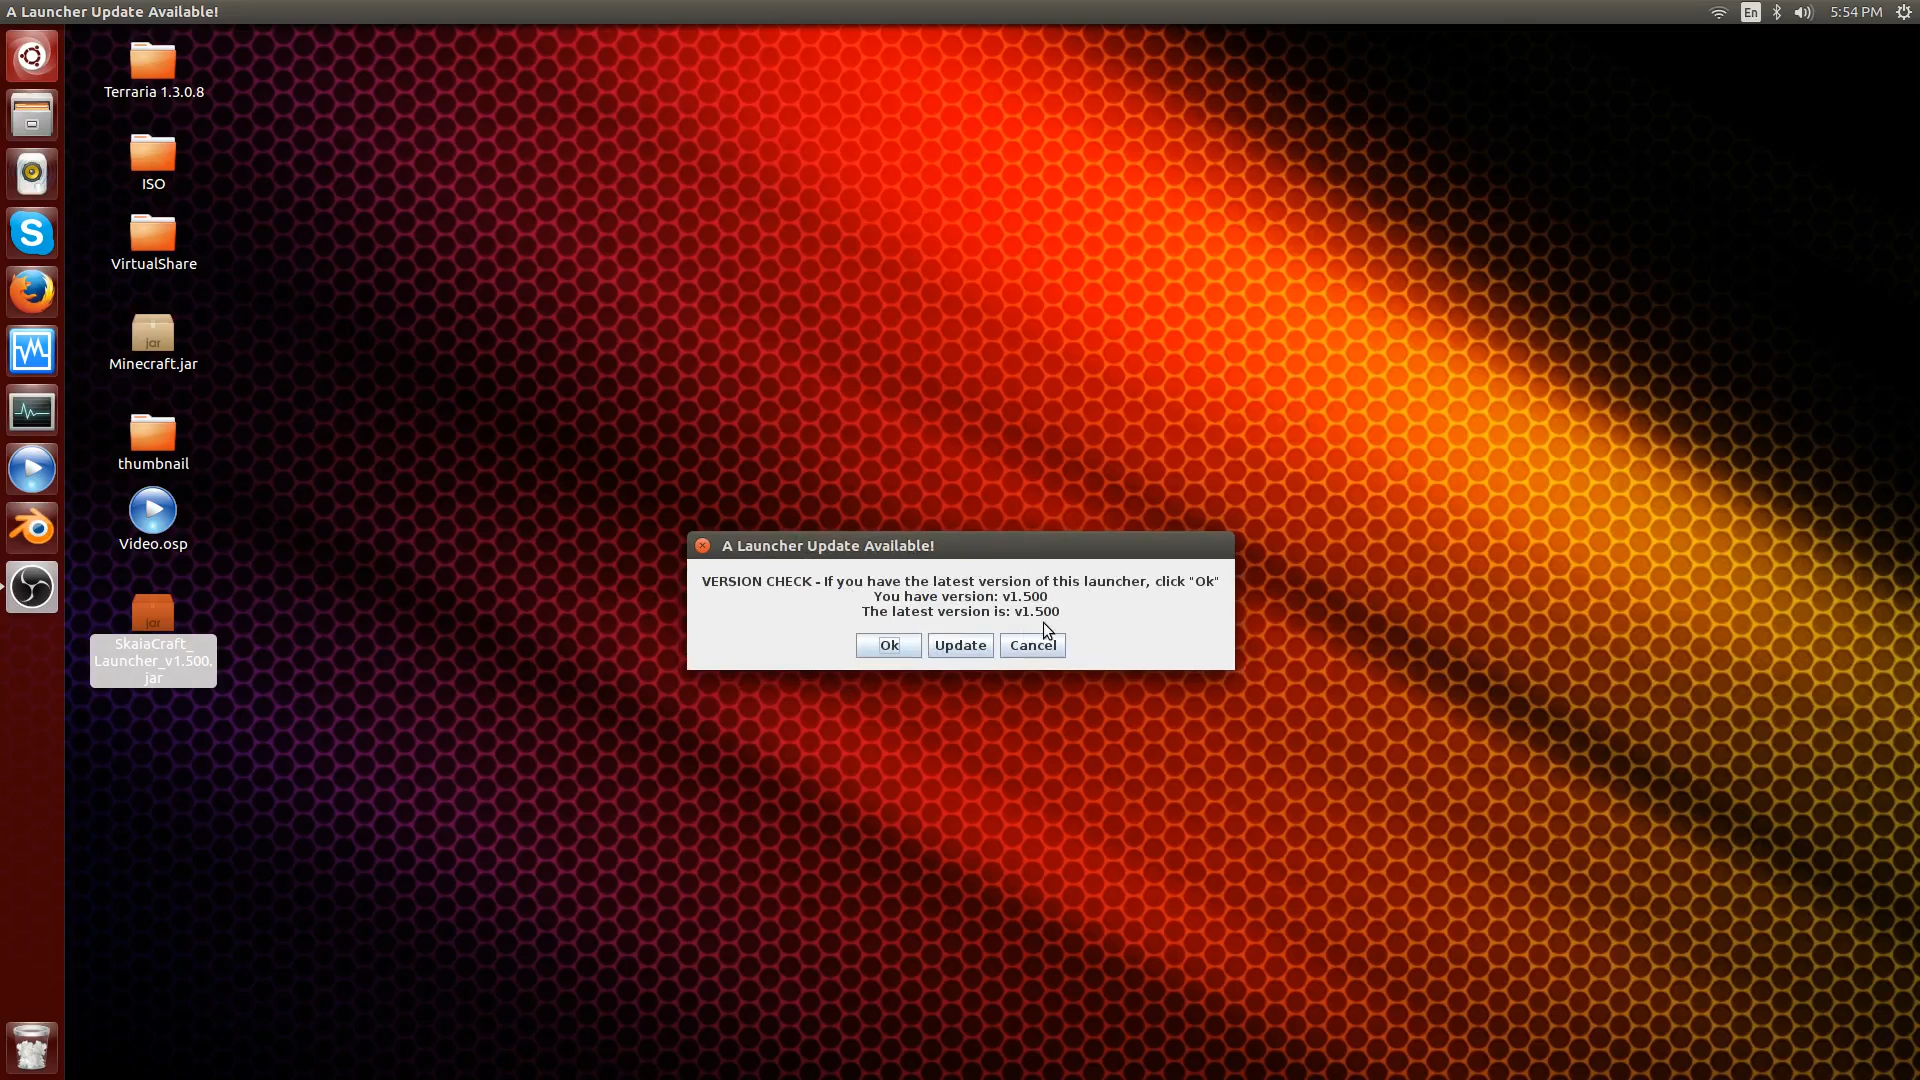 A Launcher Update Available!
En
5:54 PM
Terraria 1.3.0.8
ISO
VirtualShare
jar
Minecraft.jar
thumbnail
Video.osp
jar
SkaiaCraft_
Launcher_v1.500.
jar
A Launcher Update Available!
VERSION CHECK - If you have the latest version of this launcher, click "Ok"
You have version: v1.500
The latest version is: v1.500
Ok
Update
Cancel